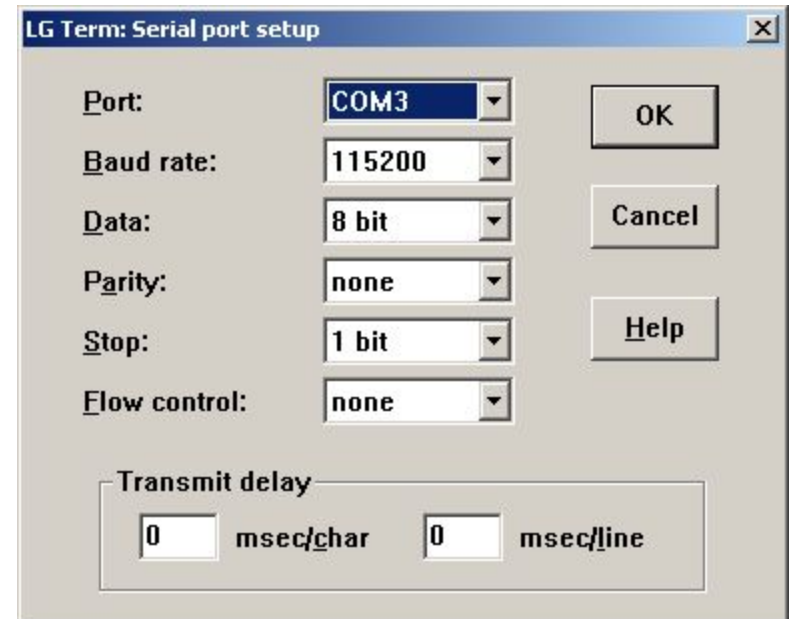 LG Term: Serial port setup
Port: COM3 OK
Baud rate: 115200
Data: 8 bit Cancel
Parity: none
Stop: 1 bit Help
Flow control: none
Transmit delay
0 msec/char 0 msec/line